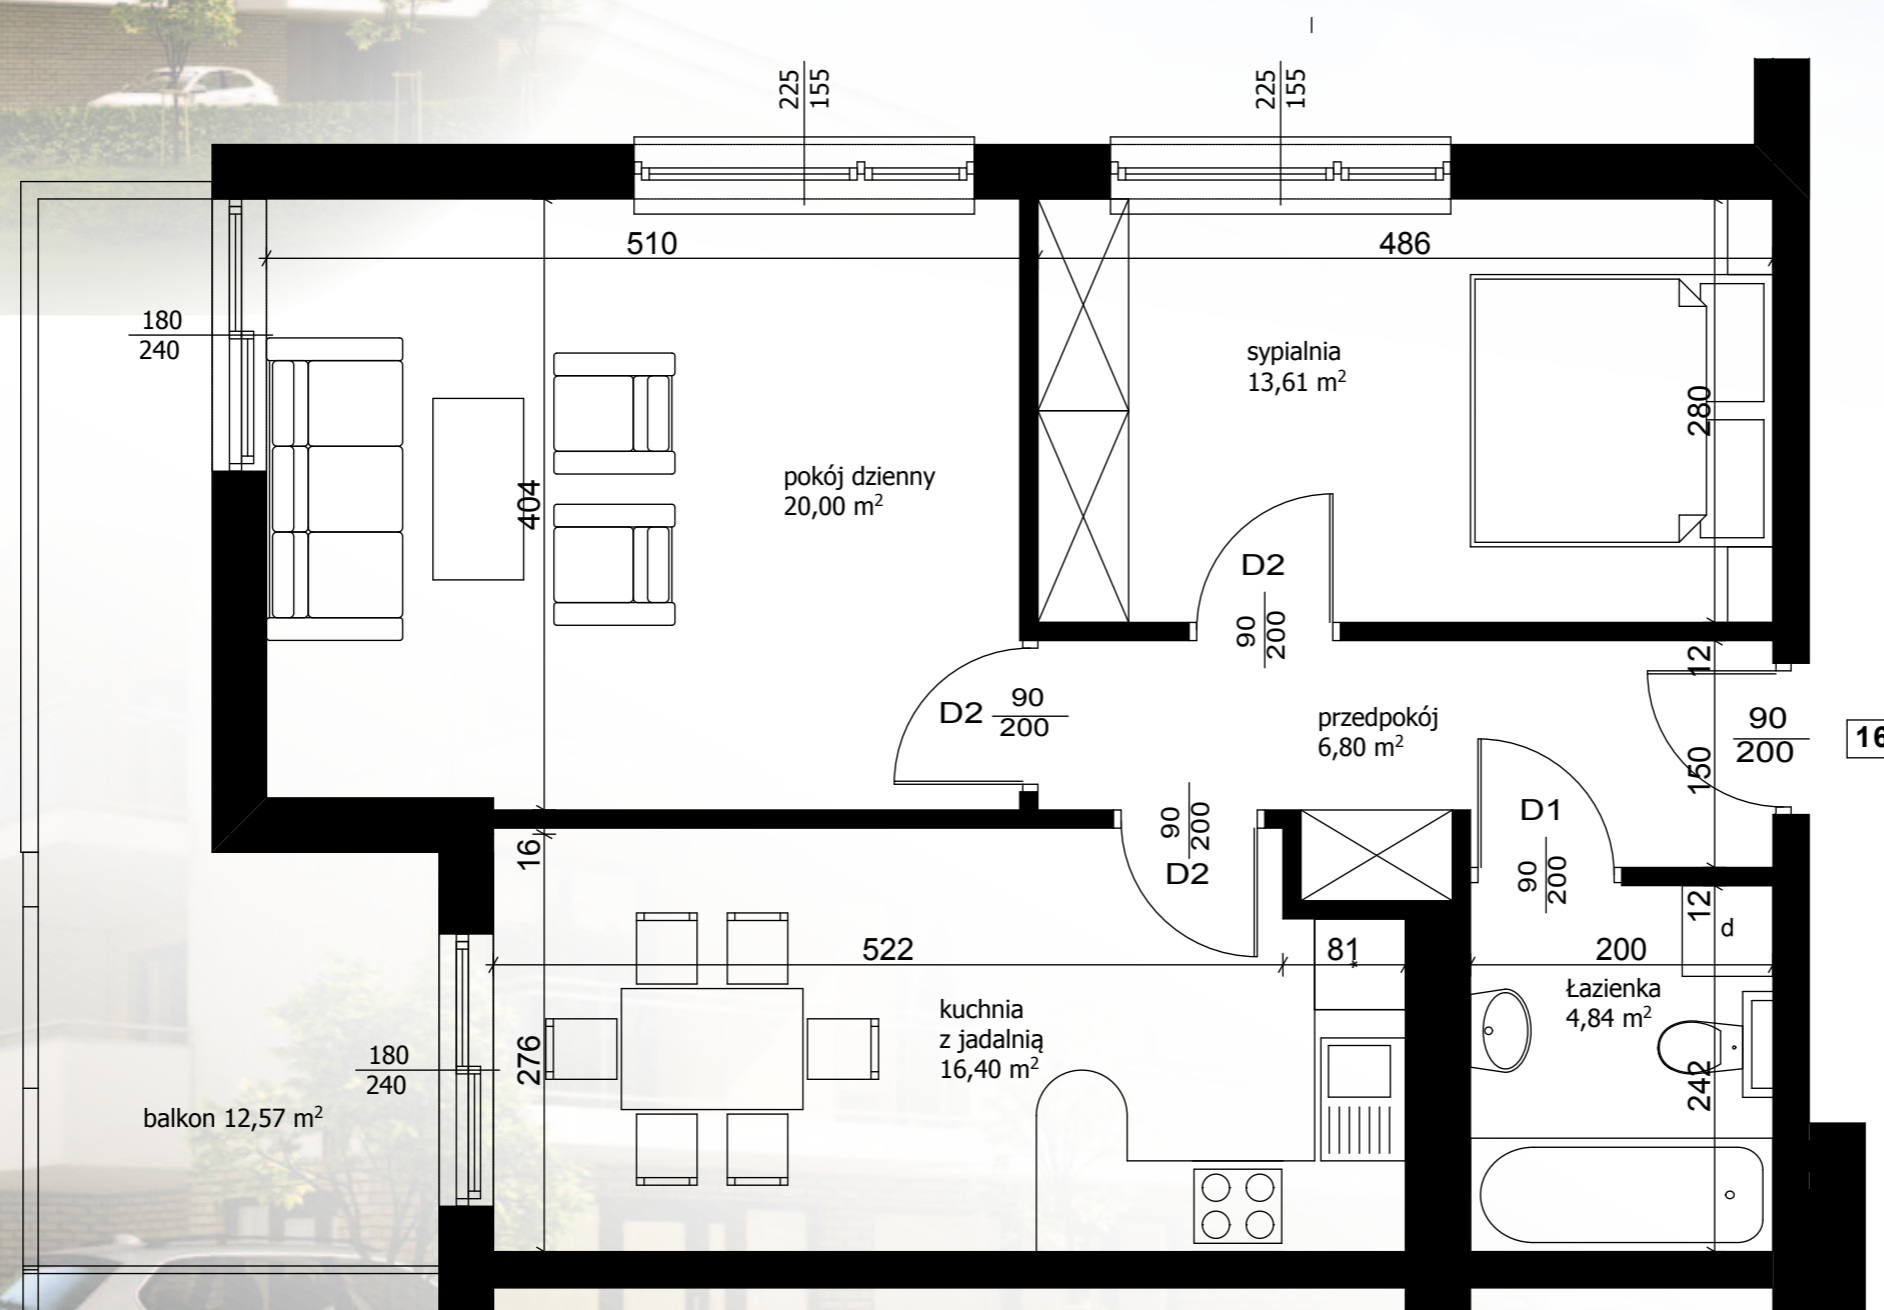 225
155
225
155
510
486
180
240
sypialnia
13,61 m²
280
pokój dzienny
20,00 m²
404
D2
90
200
12
D2
90
200
przedpokój
6,80 m²
90
200
16
150
D1
90
200
90
200
D2
16
522
81
12
d
200
Łazienka
4,84 m²
kuchnia
z jadalnią
16,40 m²
276
180
240
242
balkon 12,57 m²